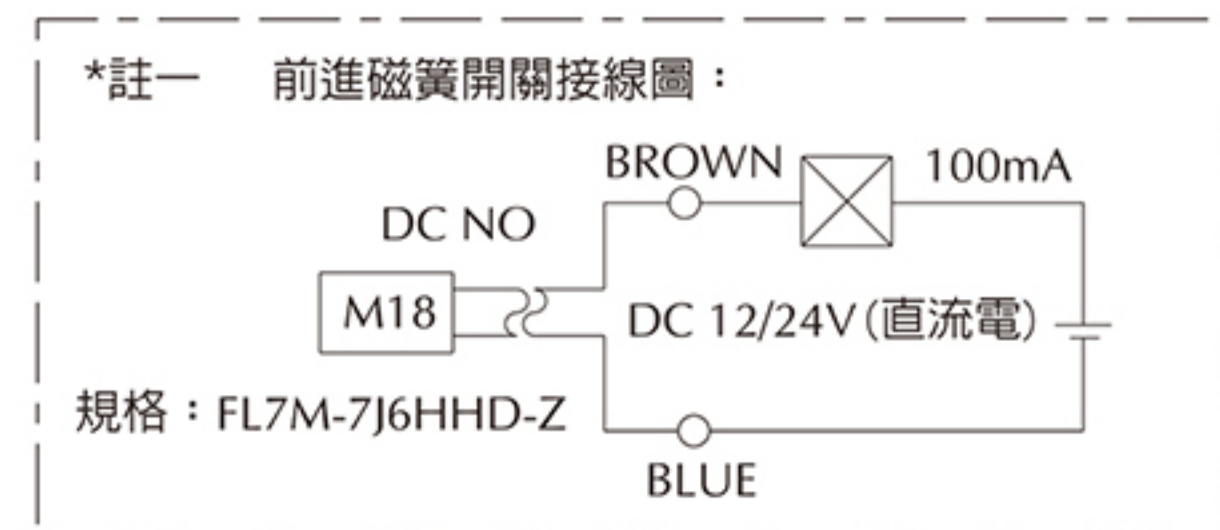 *註一 前進磁簧開關接線圖：
BROWN
100mA
DC NO
M18
DC 12/24V(直流電)
規格：FL7M-7J6HHD-Z
BLUE